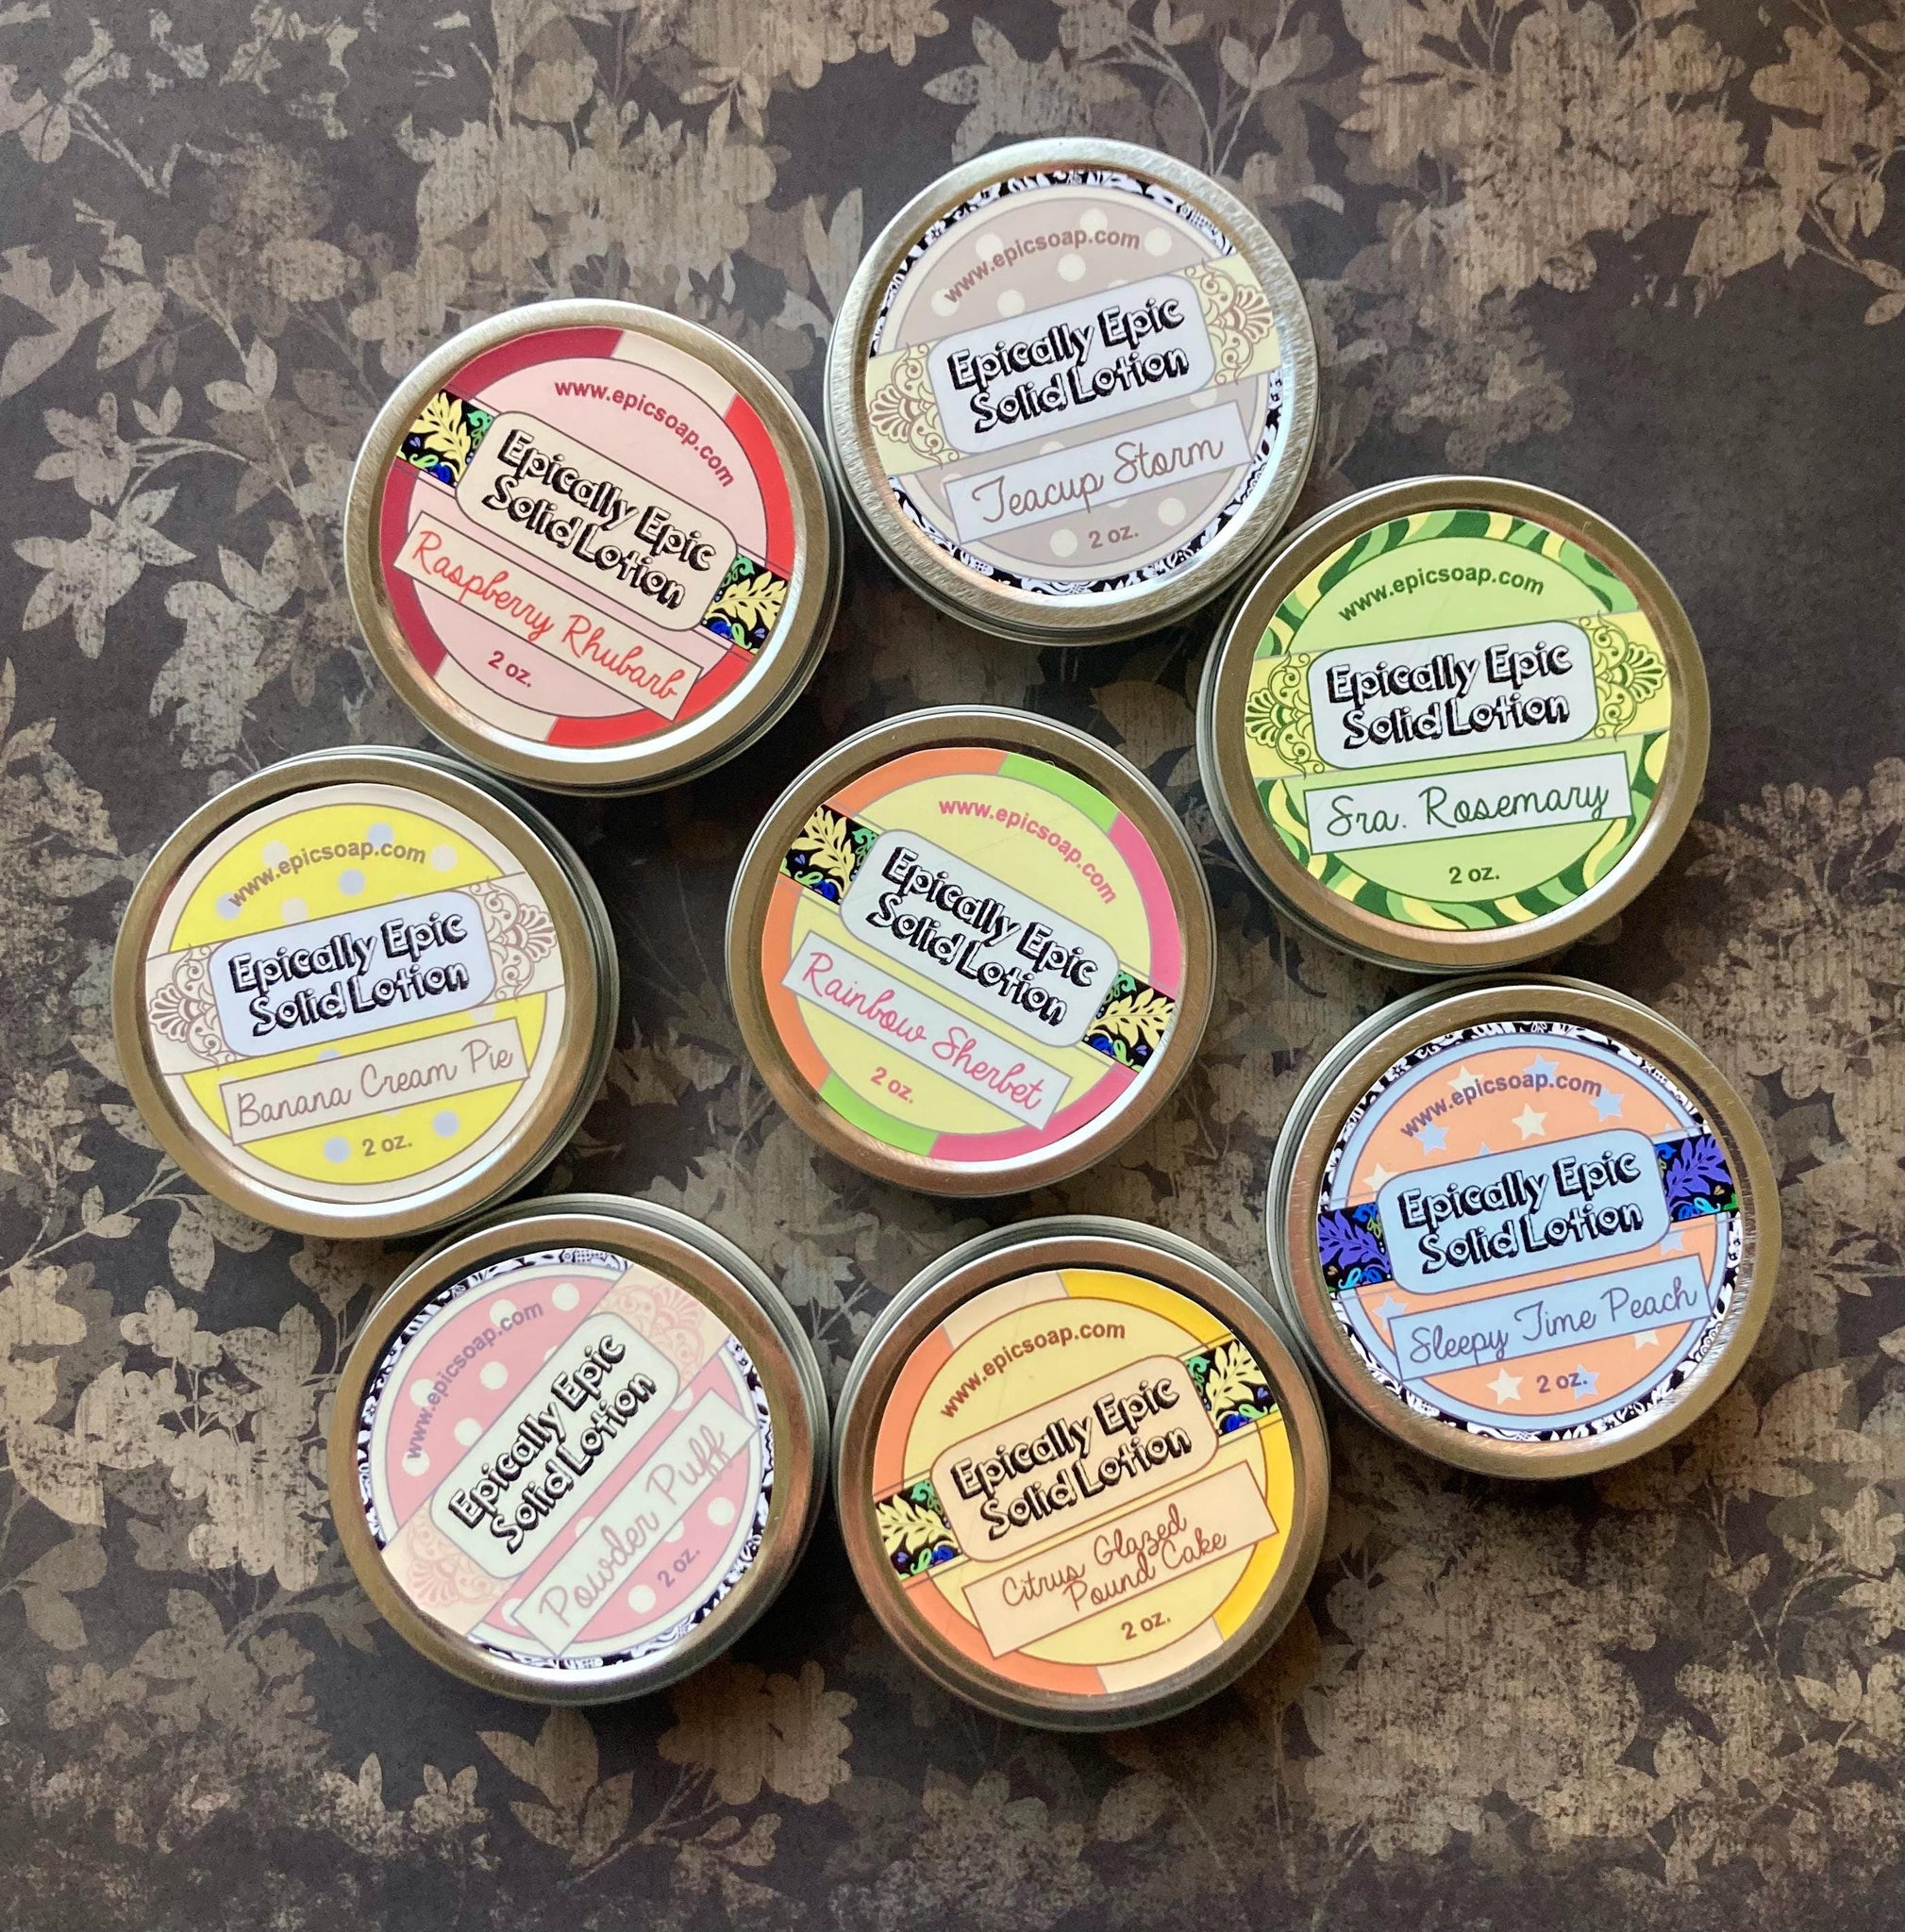 www.epicsoap.com
Epically Epic
Solid Lotion
Teacup Storm
2 oz.
www.epicsoap.com
Epically Epic
Solid Lotion
Raspberry Rhubarb
2 oz.
www.epicsoap.com
Epically Epic
Solid Lotion
Sra. Rosemary
2 oz.
www.epicsoap.com
Epically Epic
Solid Lotion
Banana Cream Pie
2 oz.
www.epicsoap.com
Epically Epic
Solid Lotion
Rainbow Sherbet
2 oz.
www.epicsoap.com
Epically Epic
Solid Lotion
Sleepy Time Peach
2 oz.
www.epicsoap.com
Epically Epic
Solid Lotion
Powder Puff
2 oz.
www.epicsoap.com
Epically Epic
Solid Lotion
Citrus Glazed
Pound Cake
2 oz.